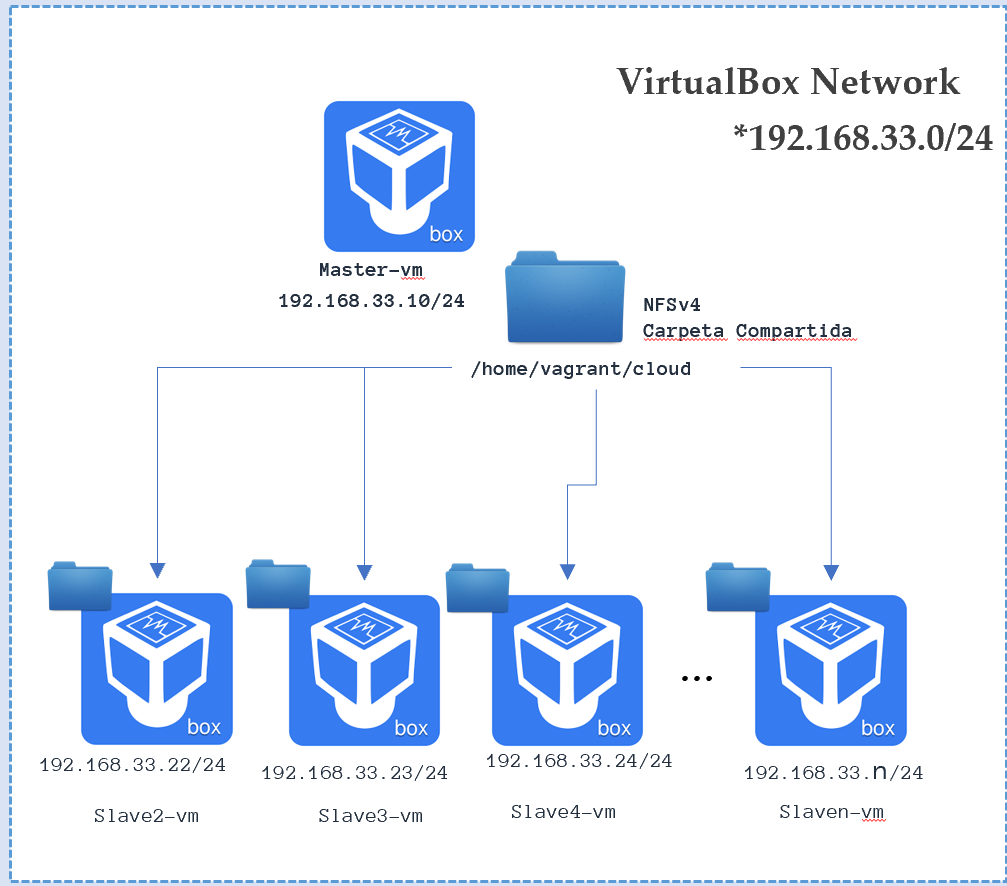 VirtualBox Network
*192.168.33.0/24
box
Master-vm
192.168.33.10/24
NFSv4
Carpeta Compartida
/home/vagrant/cloud
box
box
box
...
box
192.168.33.22/24
192.168.33.23/24
192.168.33.24/24
192.168.33.n/24
Slave2-vm
Slave3-vm
Slave4-vm
Slaven-vm